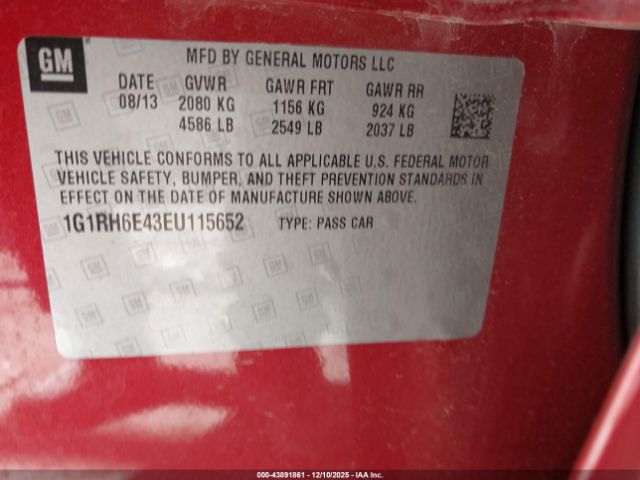 GM
MFD BY GENERAL MOTORS LLC
DATE GVWR GAWR FRT GAWR RR
08/13 2080 KG 1156 KG 924 KG
4586 LB 2549 LB 2037 LB
THIS VEHICLE CONFORMS TO ALL APPLICABLE U.S. FEDERAL MOTOR
VEHICLE SAFETY, BUMPER, AND THEFT PREVENTION STANDARDS IN
EFFECT ON THE DATE OF MANUFACTURE SHOWN ABOVE.
1G1RH6E43EU115652 TYPE: PASS CAR
000-43891861 - 12/10/2025 - IAAI, Inc.